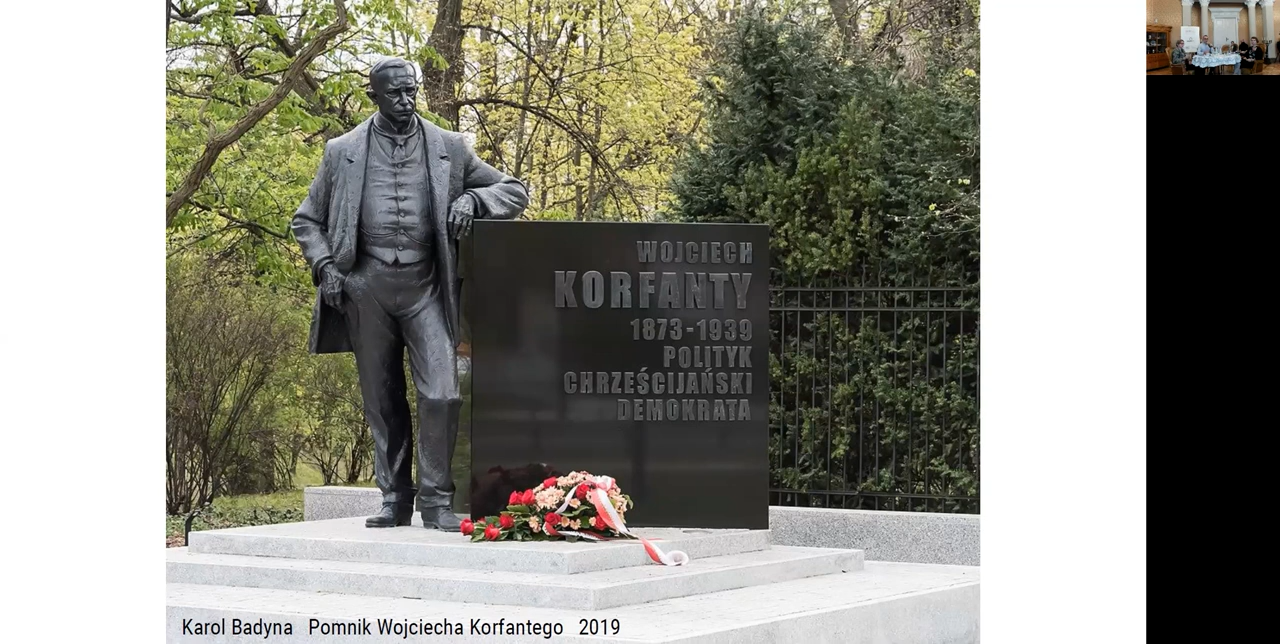 WOJCIECH
KORFANTY
1873-1939
POLITYK
CHRZEŚCIJAŃSKI
DEMOKRATA
Karol Badyna Pomnik Wojciecha Korfantego 2019